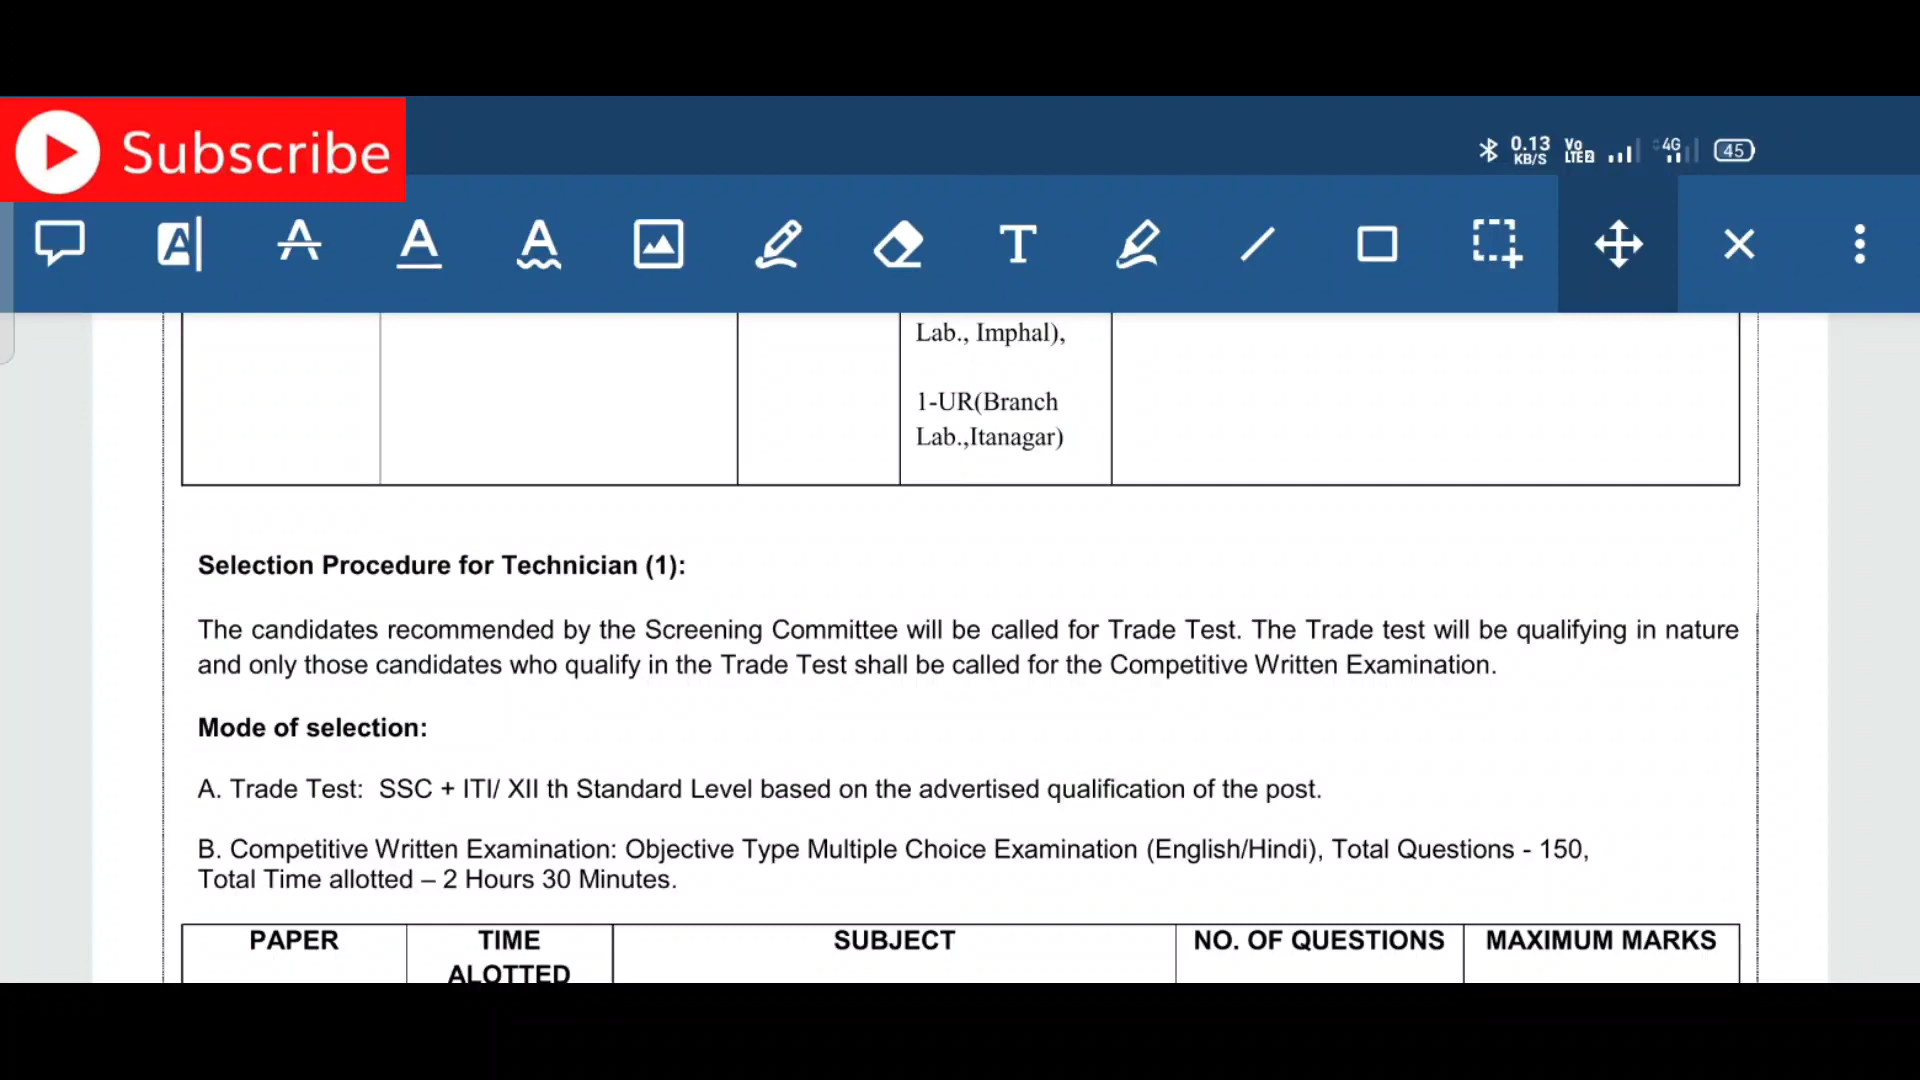 Subscribe
0.13 KB/S Vo LTE2 4G 45
A A A A T
Lab., Imphal),
1-UR(Branch
Lab.,Itanagar)
Selection Procedure for Technician (1):
The candidates recommended by the Screening Committee will be called for Trade Test. The Trade test will be qualifying in nature
and only those candidates who qualify in the Trade Test shall be called for the Competitive Written Examination.
Mode of selection:
A. Trade Test: SSC + ITI/ XII th Standard Level based on the advertised qualification of the post.
B. Competitive Written Examination: Objective Type Multiple Choice Examination (English/Hindi), Total Questions - 150,
Total Time allotted – 2 Hours 30 Minutes.
PAPER TIME SUBJECT NO. OF QUESTIONS MAXIMUM MARKS
ALOTTED